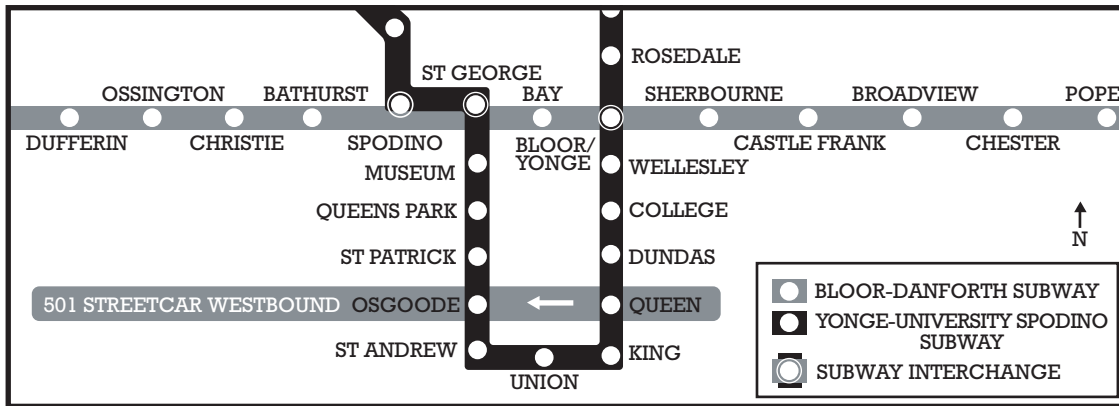 ROSEDALE
ST GEORGE
OSSINGTON
BATHURST
BAY
SHERBOURNE
BROADVIEW
POPE
DUFFERIN
CHRISTIE
SPODINO
BLOOR/
YONGE
CASTLE FRANK
CHESTER
MUSEUM
WELLESLEY
QUEENS PARK
COLLEGE
N
ST PATRICK
DUNDAS
501 STREETCAR WESTBOUND OSGOODE
QUEEN
ST ANDREW
KING
UNION
BLOOR-DANFORTH SUBWAY
YONGE-UNIVERSITY SPODINO
SUBWAY
SUBWAY INTERCHANGE